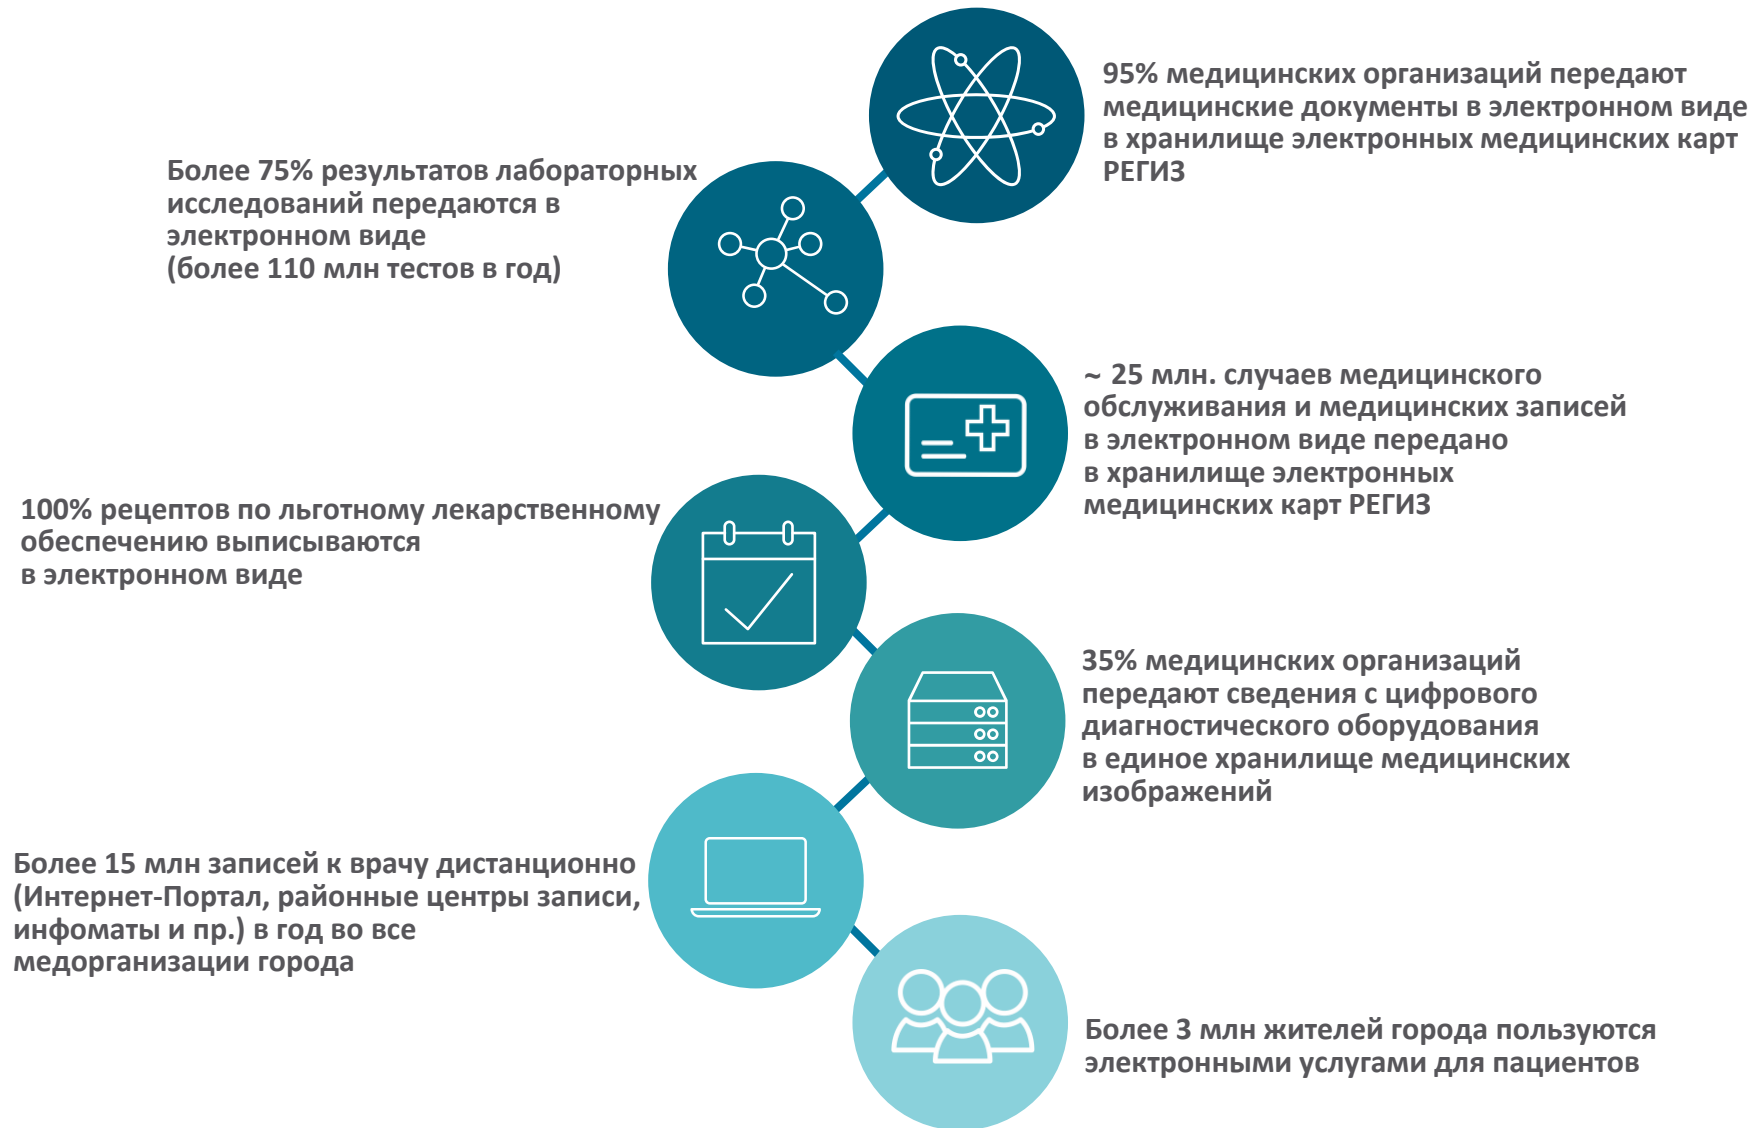 95% медицинских организаций передают
медицинские документы в электронном виде
в хранилище электронных медицинских карт
РЕГИЗ
Более 75% результатов лабораторных
исследований передаются в
электронном виде
(более 110 млн тестов в год)
~ 25 млн. случаев медицинского
обслуживания и медицинских записей
в электронном виде передано
в хранилище электронных
медицинских карт РЕГИЗ
100% рецептов по льготному лекарственному
обеспечению выписываются
в электронном виде
35% медицинских организаций
передают сведения с цифрового
диагностического оборудования
в единое хранилище медицинских
изображений
Более 15 млн записей к врачу дистанционно
(Интернет-Портал, районные центры записи,
инфоматы и пр.) в год во все
медорганизации города
Более 3 млн жителей города пользуются
электронными услугами для пациентов